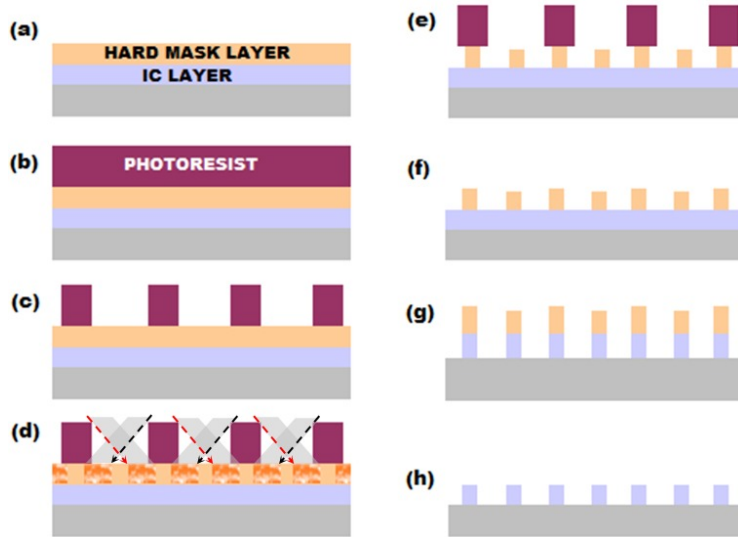 (a)
HARD MASK LAYER
IC LAYER
(b)
PHOTORESIST
(c)
(d)
(e)
(f)
(g)
(h)